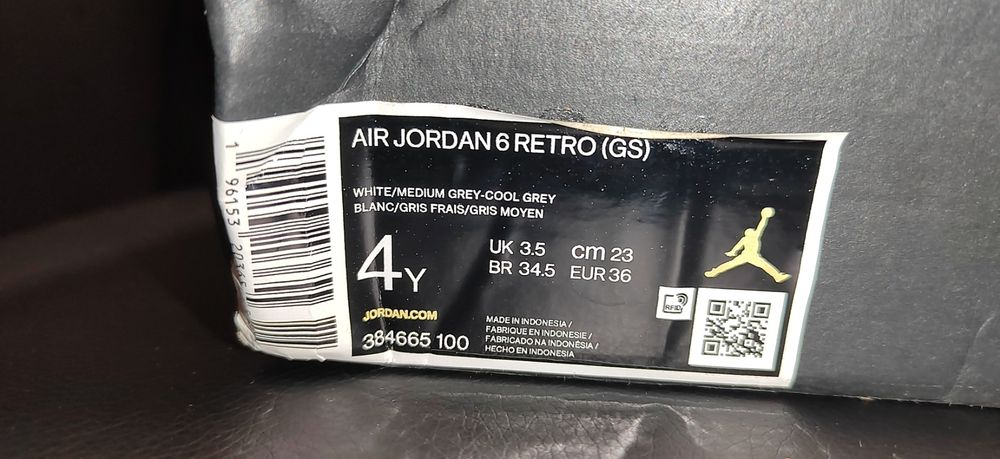 AIR JORDAN 6 RETRO (GS)
WHITE/MEDIUM GREY-COOL GREY
BLANC/GRIS FRAIS/GRIS MOYEN
4Y
UK 3.5 cm 23
BR 34.5 EUR 36
JORDAN.COM
384665 100
MADE IN INDONESIA /
FABRIQUE EN INDONESIE /
FABRICADO NA INDONÉSIA /
HECHO EN INDONESIA
RFID
1 96153